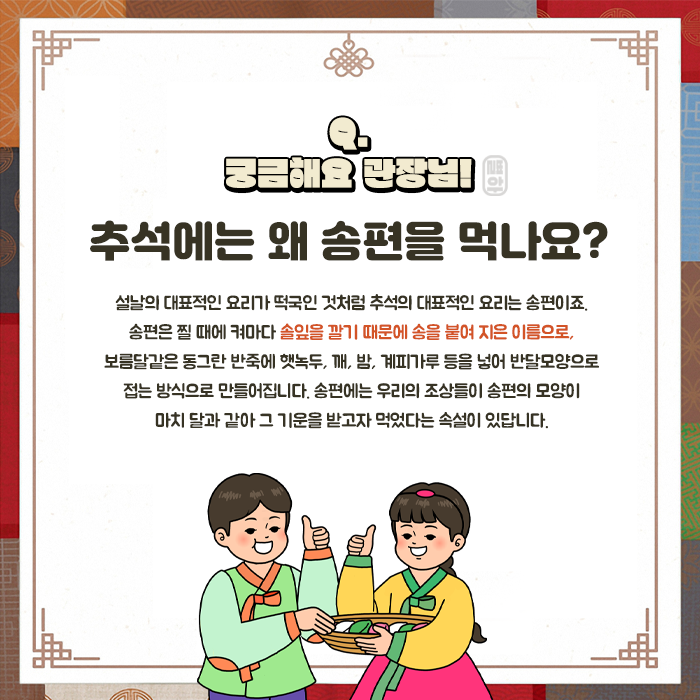 Q.
궁금해요 관장님!
추석에는 왜 송편을 먹나요?
설날의 대표적인 요리가 떡국인 것처럼 추석의 대표적인 요리는 송편이죠.
송편은 찔 때에 켜마다 솔잎을 깔기 때문에 송을 붙여 지은 이름으로,
보름달같은 동그란 반죽에 햇녹두, 깨, 밤, 계피가루 등을 넣어 반달모양으로
접는 방식으로 만들어집니다. 송편에는 우리의 조상들이 송편의 모양이
마치 달과 같아 그 기운을 받고자 먹었다는 속설이 있답니다.